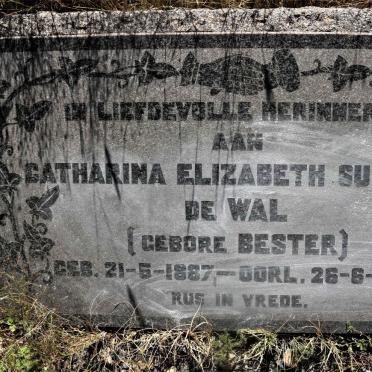 IN LIEFDEVOLLE HERINNER
AAN
CATHARINA ELIZABETH SU
DE WAL
(GEBORE BESTER)
GEB. 21-5-1887,—OORL. 26-6-
RUS IN VREDE.